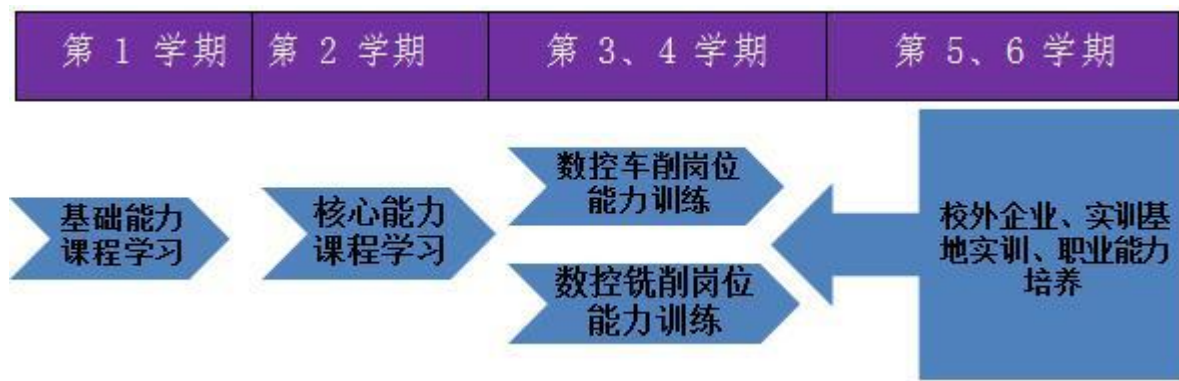 第 1 学期
第 2 学期
第 3、4 学期
第 5、6 学期
基础能力
课程学习
核心能力
课程学习
数控车削岗位
能力训练
数控铣削岗位
能力训练
校外企业、实训基
地实训、职业能力
培养